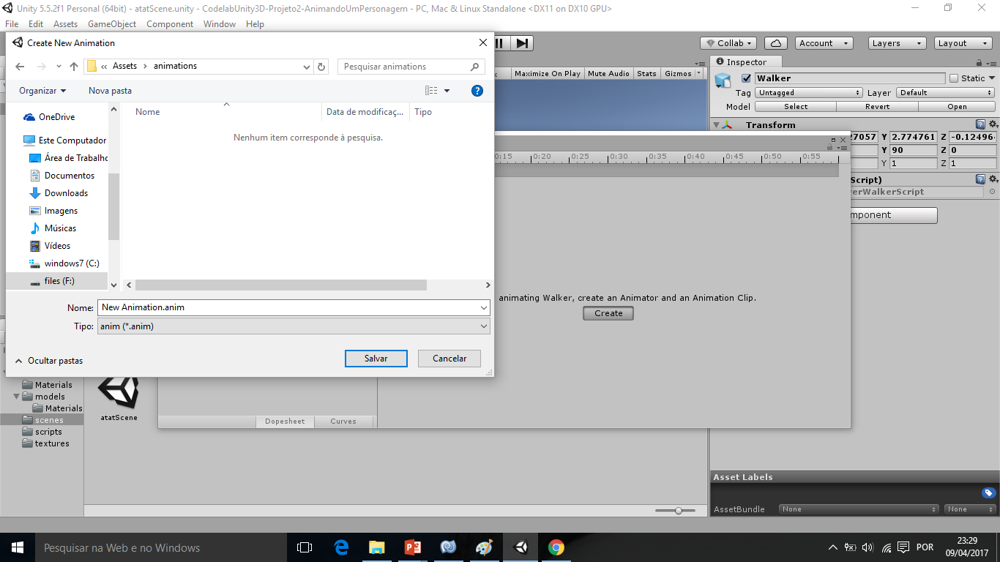 Unity 5.5.2f1 Personal (64bit) - atatScene.unity - CodelabUnity3D-Projeto2-AnimandoUmPersonagem - PC, Mac & Linux Standalone <DX11 on DX10 GPU>
File Edit Assets GameObject Component Window Help
Create New Animation
Collab Account Layers Layout
« Assets › animations
Pesquisar animations
Inspector
Maximize On Play Mute Audio Stats Gizmos
Walker Static
Organizar Nova pasta
Tag Untagged Layer Default
Model Select Revert Open
Nome Data de modificaç... Tipo
OneDrive
Transform
Nenhum item corresponde à pesquisa.
27057 Y 2.774761 Z -0.12496
Este Computador
Y 90 Z 0
Área de Trabalho
0:15 0:20 0:25 0:30 0:35 0:40 0:45 0:50 0:55
Y 1 Z 1
Documentos
Script)
Downloads
erWalkerScript
Imagens
mponent
Músicas
Vídeos
windows7 (C:)
files (F:)
animating Walker, create an Animator and an Animation Clip.
Create
Nome: New Animation.anim
Tipo: anim (*.anim)
Salvar Cancelar
Ocultar pastas
Materials
models
Materials
scenes
scripts
textures
atatScene
Dopesheet Curves
Asset Labels
AssetBundle None None
Pesquisar na Web e no Windows
POR
23:29
09/04/2017